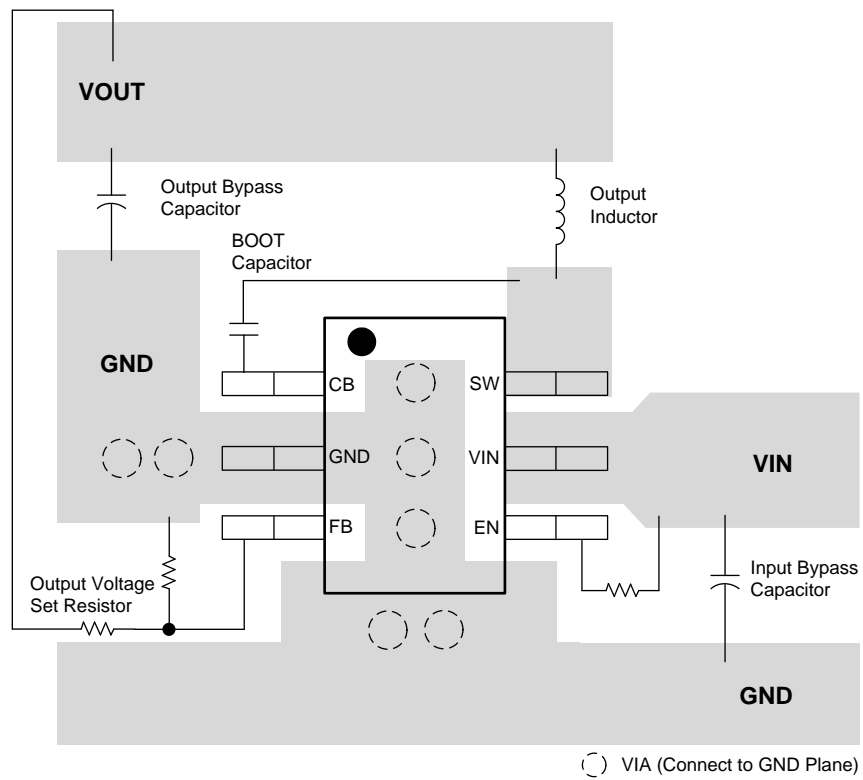 VOUT
Output Bypass
Capacitor
Output
Inductor
BOOT
Capacitor
GND
CB
SW
GND
VIN
VIN
FB
EN
Output Voltage
Set Resistor
Input Bypass
Capacitor
GND
VIA (Connect to GND Plane)